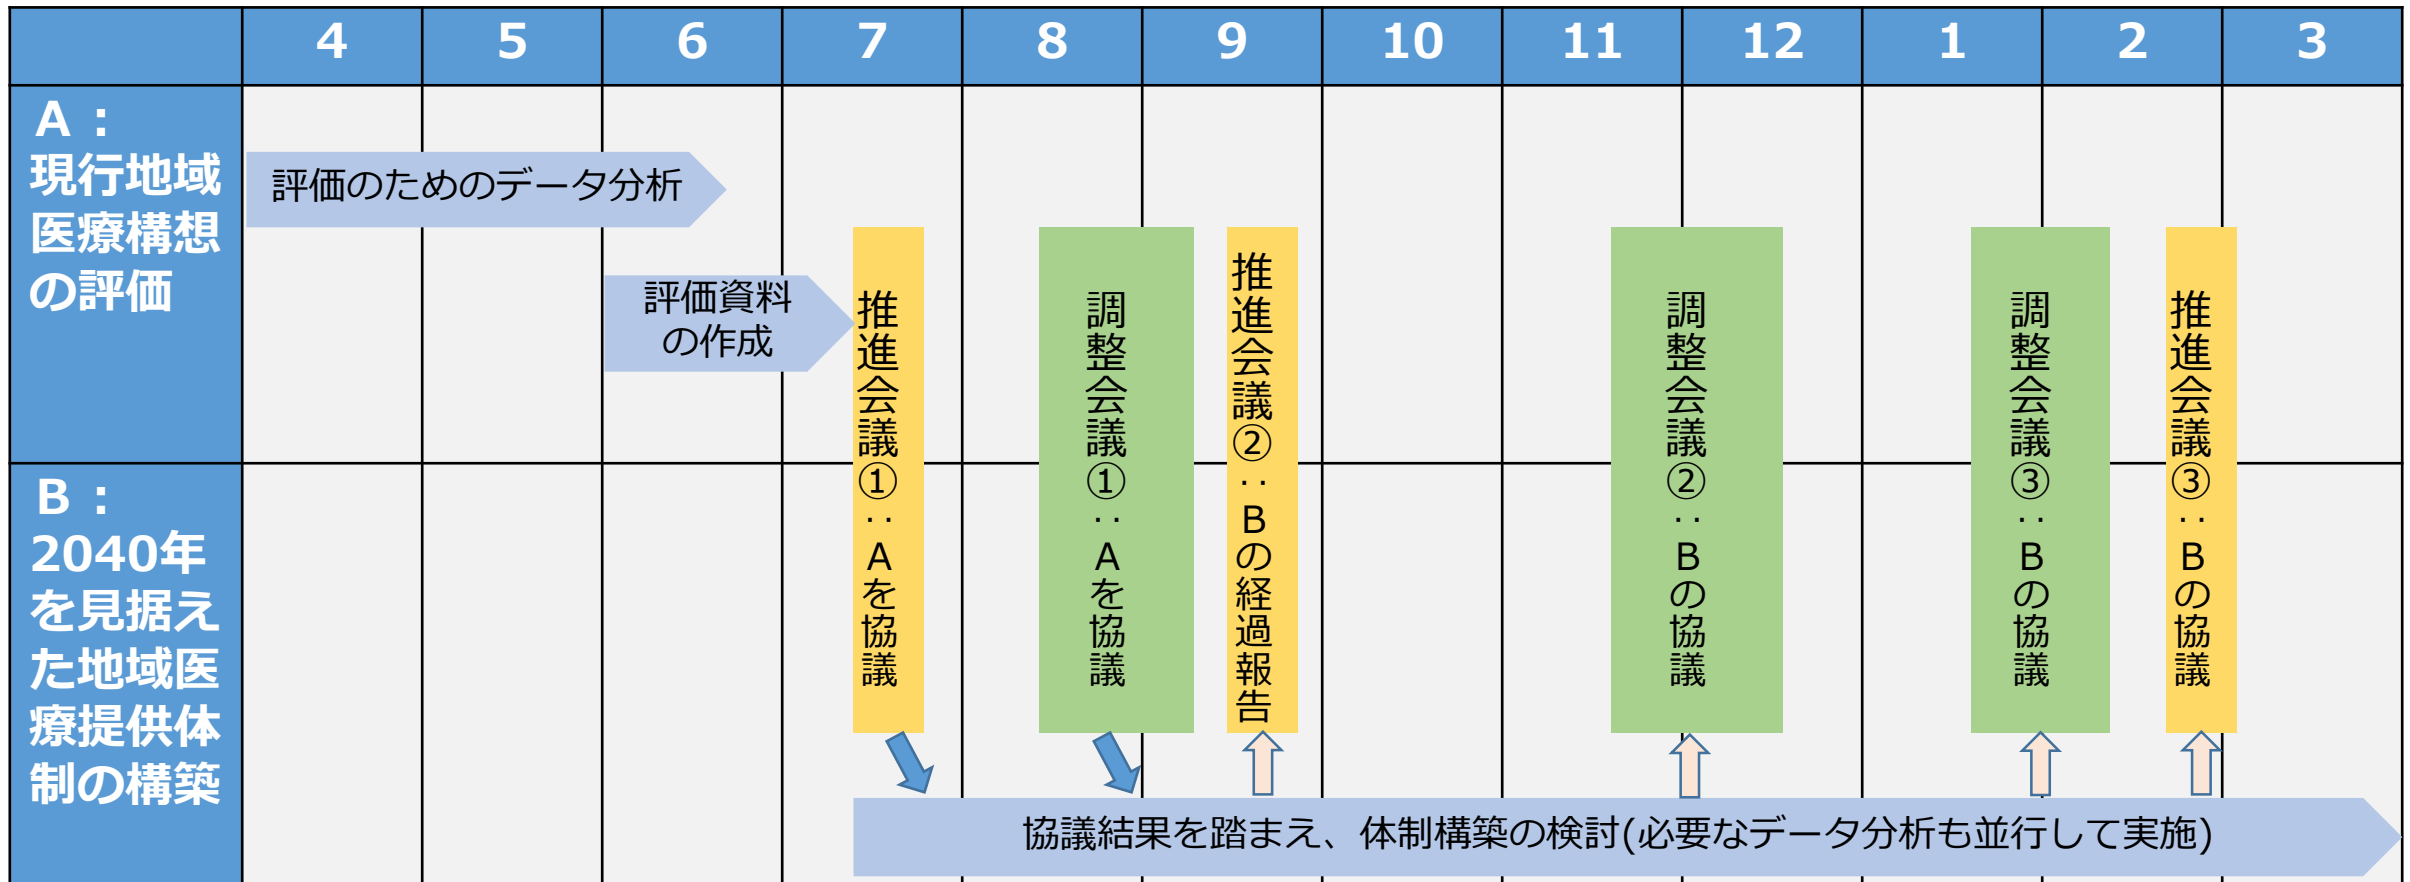 4 5 6 7 8 9 10 11 12 1 2 3
A：
現行地域
医療構想
の評価
評価のためのデータ分析
評価資料
の作成
推進会議①：Aを協議
調整会議①：Aを協議
推進会議②：Bの経過報告
調整会議②：Bの協議
調整会議③：Bの協議
推進会議③：Bの協議
B：
2040年
を見据え
た地域医
療提供体
制の構築
協議結果を踏まえ、体制構築の検討(必要なデータ分析も並行して実施)